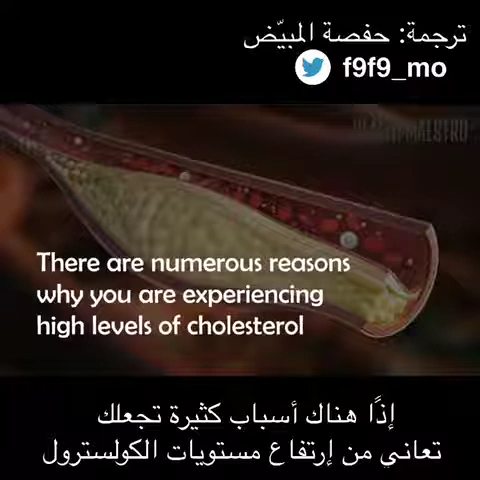 ترجمة: حفصة المبيّض
f9f9_mo
There are numerous reasons
why you are experiencing
high levels of cholesterol
إذًا هناك أسباب كثيرة تجعلك
تعاني من إرتفاع مستويات الكولسترول